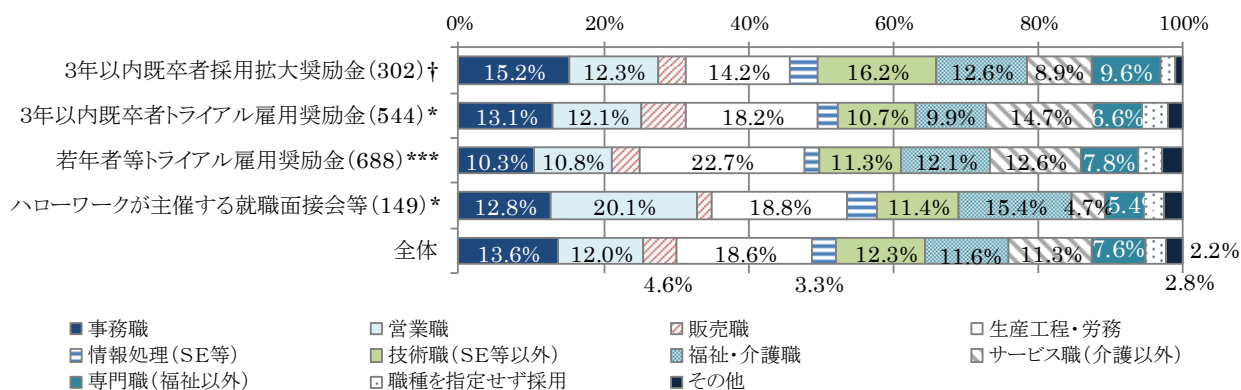 0% 20% 40% 60% 80% 100%
3年以内既卒者採用拡大奨励金(302)† 15.2% 12.3% 14.2% 16.2% 12.6% 8.9% 9.6%
3年以内既卒者トライアル雇用奨励金(544)* 13.1% 12.1% 18.2% 10.7% 9.9% 14.7% 6.6%
若年者等トライアル雇用奨励金(688)*** 10.3% 10.8% 22.7% 11.3% 12.1% 12.6% 7.8%
ハローワークが主催する就職面接会等(149)* 12.8% 20.1% 18.8% 11.4% 15.4% 4.7% 5.4%
全体 13.6% 12.0% 18.6% 12.3% 11.6% 11.3% 7.6% 2.2%
4.6% 3.3% 2.8%
事務職 営業職 販売職 生産工程・労務
情報処理(SE等) 技術職(SE等以外) 福祉・介護職 サービス職(介護以外)
専門職(福祉以外) 職種を指定せず採用 その他